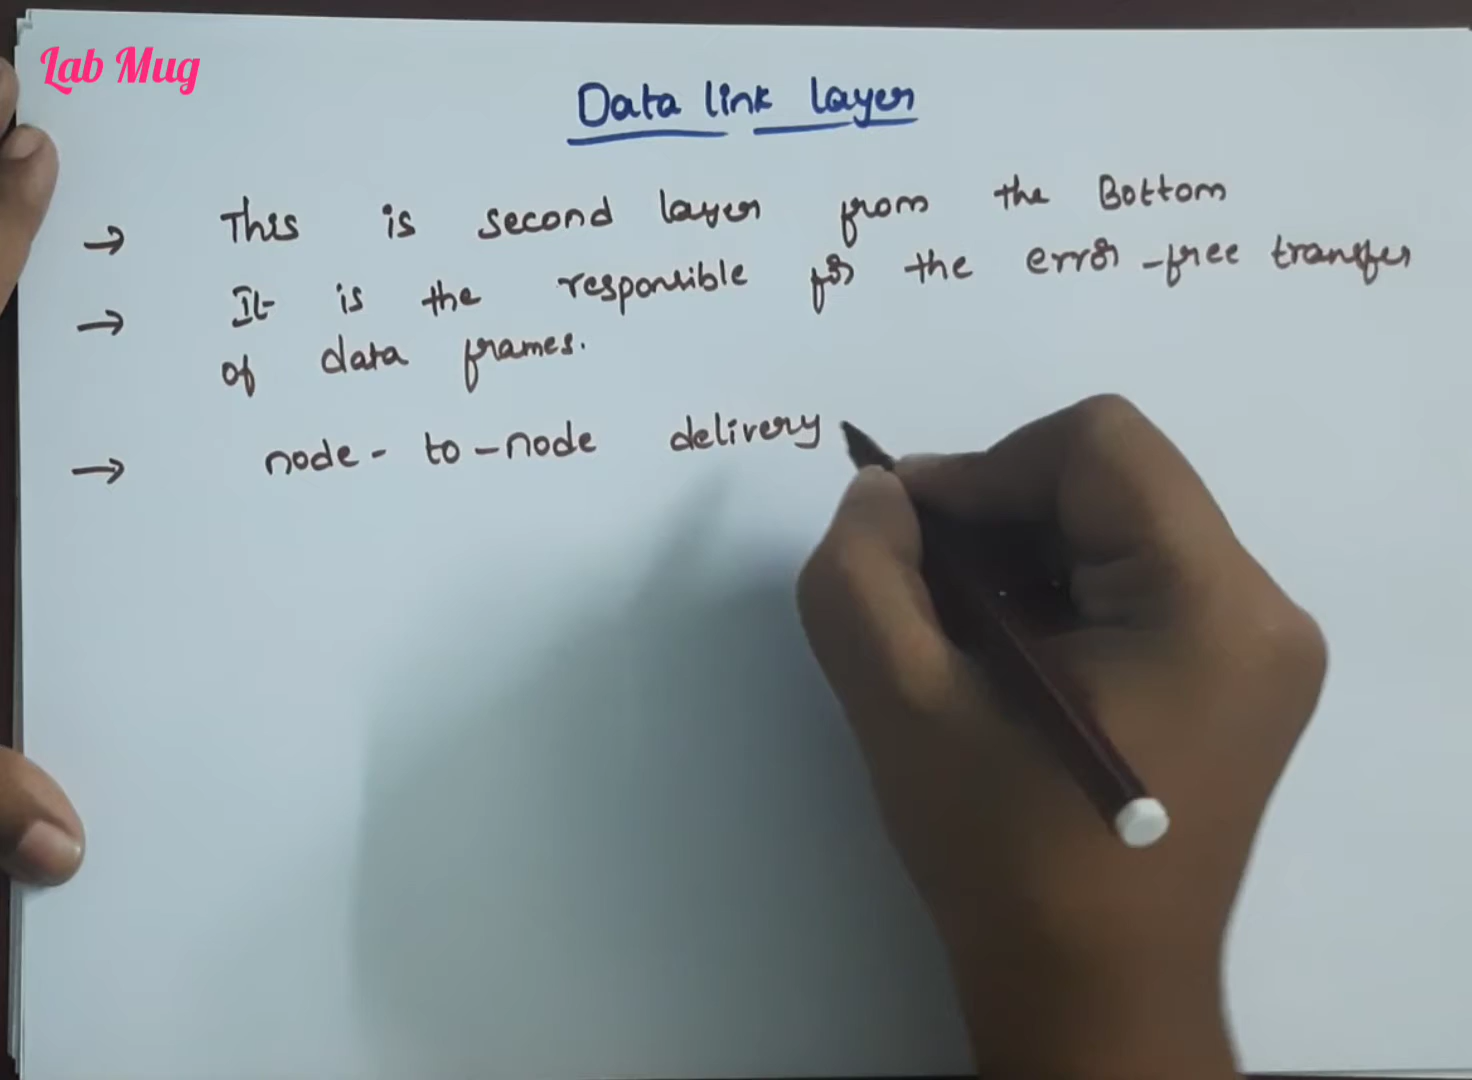 Lab Mug
Data link layer
→ This is second layer from the Bottom
→ It is the responsible for the error-free transfer
of data frames.
→ node-to-node delivery